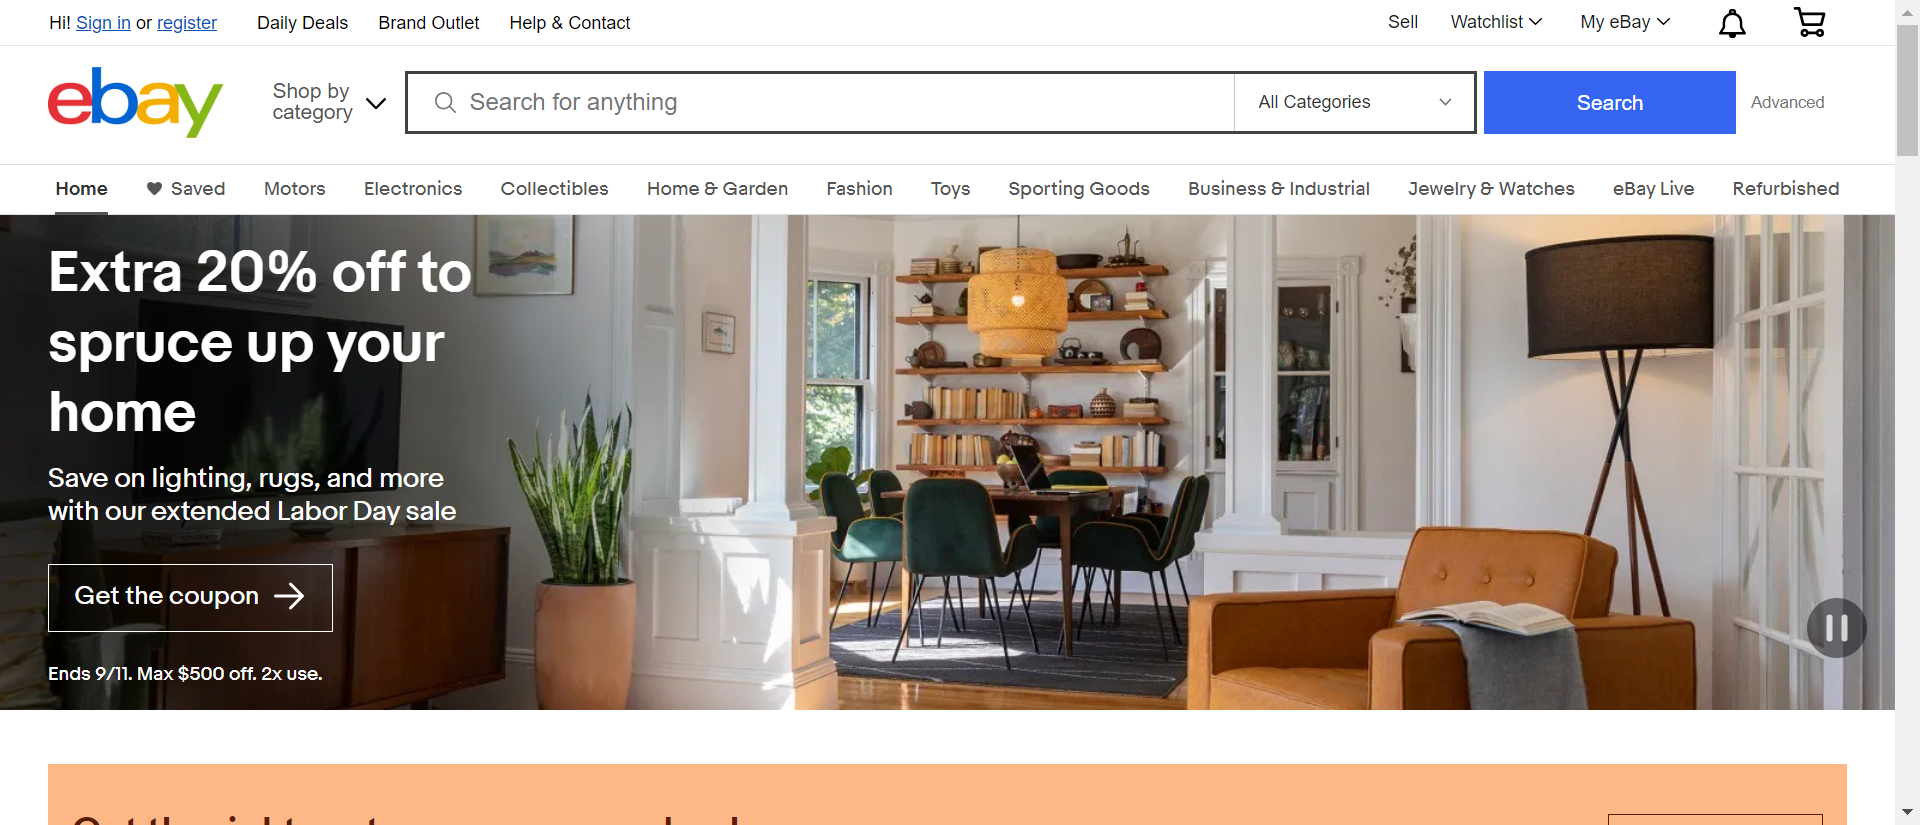 Hi! Sign in or register
Daily Deals
Brand Outlet
Help & Contact
Sell
Watchlist
My eBay
ebay
Shop by
category
Search for anything
All Categories
Search
Advanced
Home
Saved
Motors
Electronics
Collectibles
Home & Garden
Fashion
Toys
Sporting Goods
Business & Industrial
Jewelry & Watches
eBay Live
Refurbished
Extra 20% off to
spruce up your
home
Save on lighting, rugs, and more
with our extended Labor Day sale
Get the coupon
Ends 9/11. Max $500 off. 2x use.